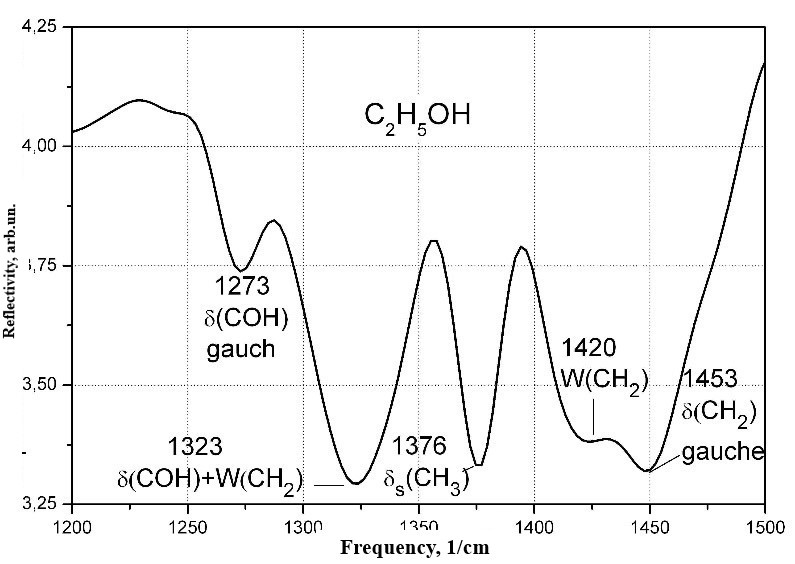 4,25
4,00
3,75
3,50
3,25
Reflectivity, arb.un.
C2H5OH
1273
δ(COH)
gauch
1323
δ(COH)+W(CH2)
1376
δs(CH3)
1420
W(CH2)
1453
δ(CH2)
gauche
1200 1250 1300 1350 1400 1450 1500
Frequency, 1/cm